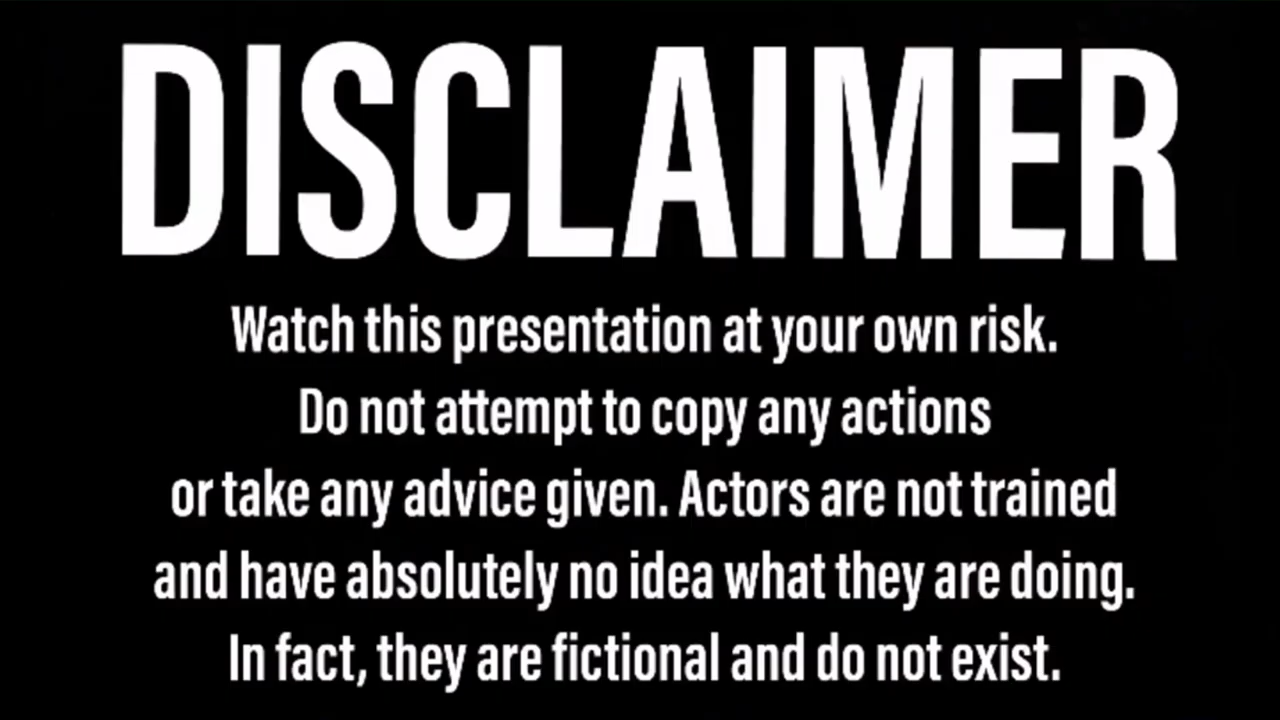 DISCLAIMER
Watch this presentation at your own risk.
Do not attempt to copy any actions
or take any advice given. Actors are not trained
and have absolutely no idea what they are doing.
In fact, they are fictional and do not exist.